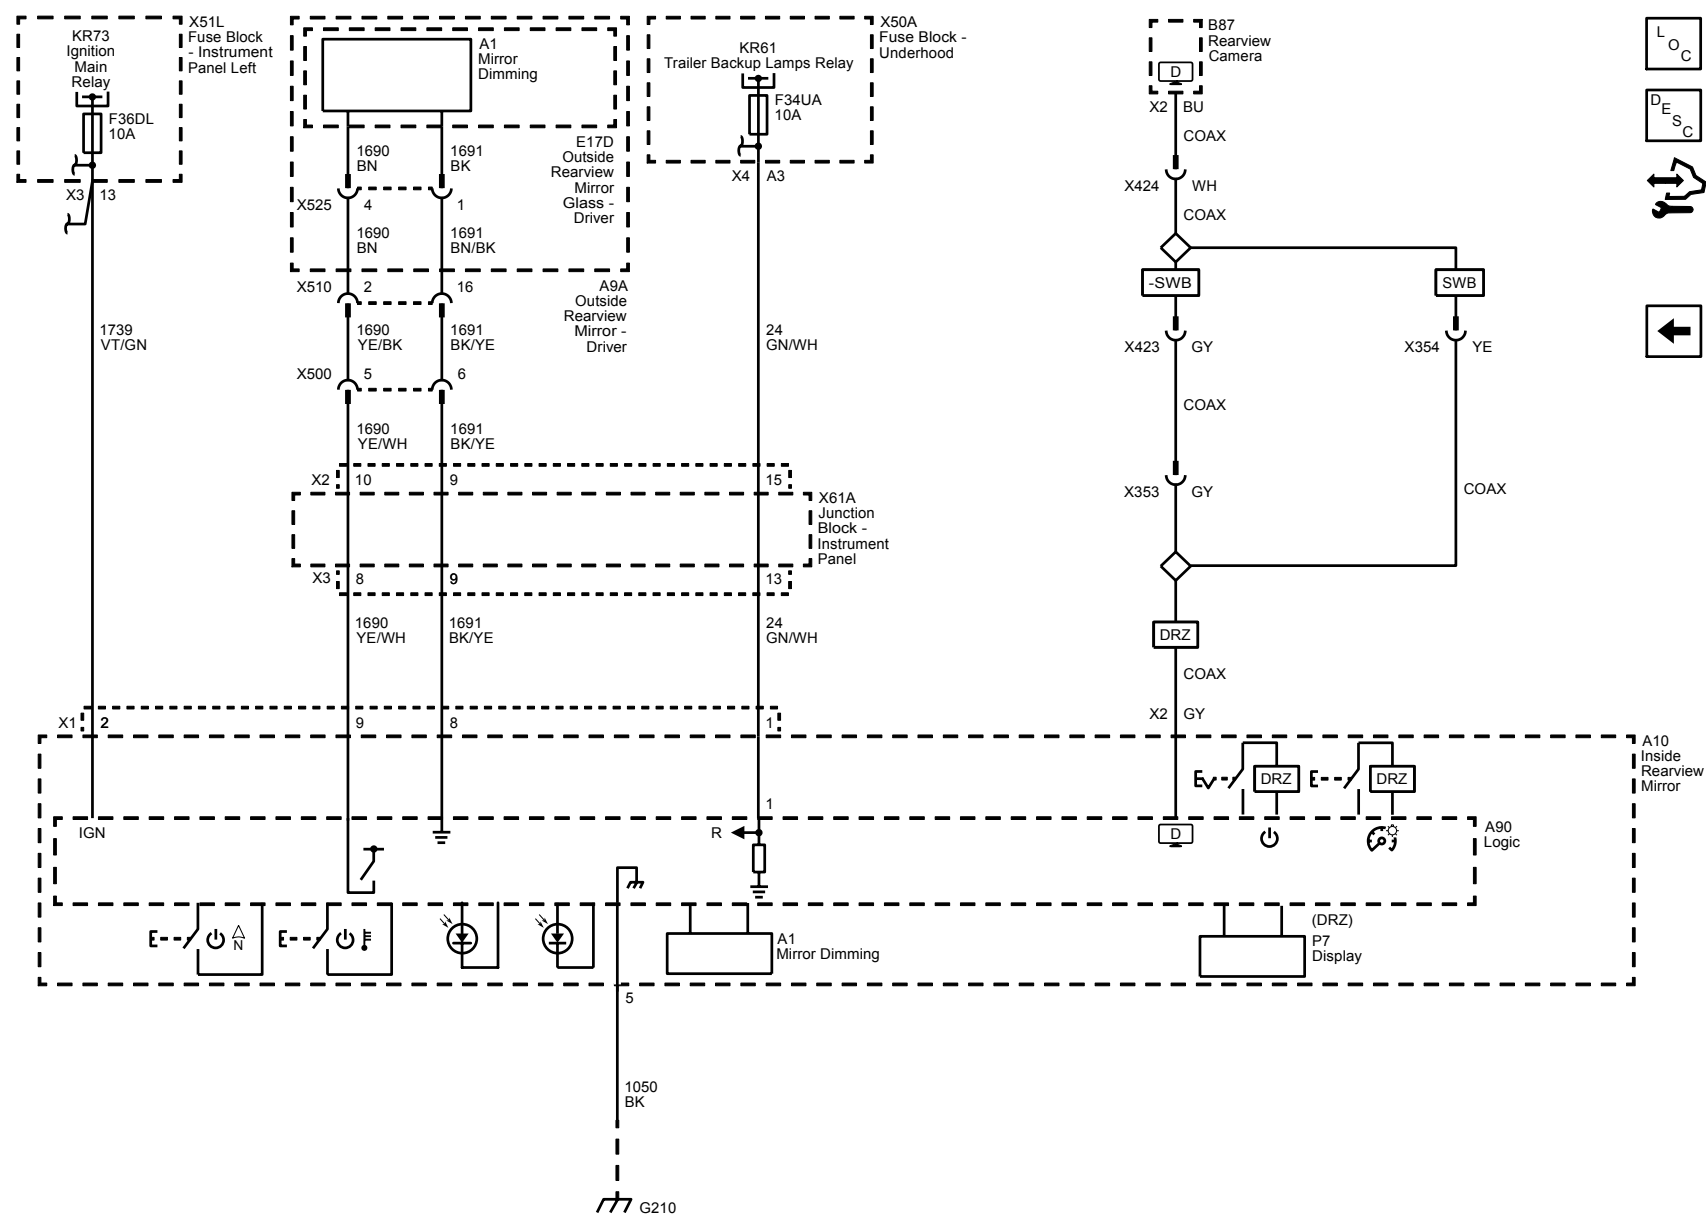 X51L
Fuse Block
- Instrument
Panel Left
KR73
Ignition
Main
Relay
F36DL
10A
X3 13
1739
VT/GN
A1
Mirror
Dimming
1690
BN
1691
BK
E17D
Outside
Rearview
Mirror
Glass -
Driver
X525 4 1
1690
BN
1691
BN/BK
X510 2 16
A9A
Outside
Rearview
Mirror -
Driver
1690
YE/BK
1691
BK/YE
X500 5 6
1690
YE/WH
1691
BK/YE
X50A
Fuse Block -
Underhood
KR61
Trailer Backup Lamps Relay
F34UA
10A
X4 A3
24
GN/WH
X2 10 9 15
X61A
Junction
Block -
Instrument
Panel
X3 8 9 13
1690
YE/WH
1691
BK/YE
24
GN/WH
B87
Rearview
Camera
D
X2 BU
COAX
X424 WH
COAX
-SWB
SWB
X423 GY
X354 YE
COAX
X353 GY
COAX
DRZ
COAX
X2 GY
X1 2 9 8 1
A10
Inside
Rearview
Mirror
DRZ
DRZ
1
IGN
R
D
A90
Logic
N
A1
Mirror Dimming
(DRZ)
P7
Display
5
1050
BK
G210
L
O
C
D
E
S
C